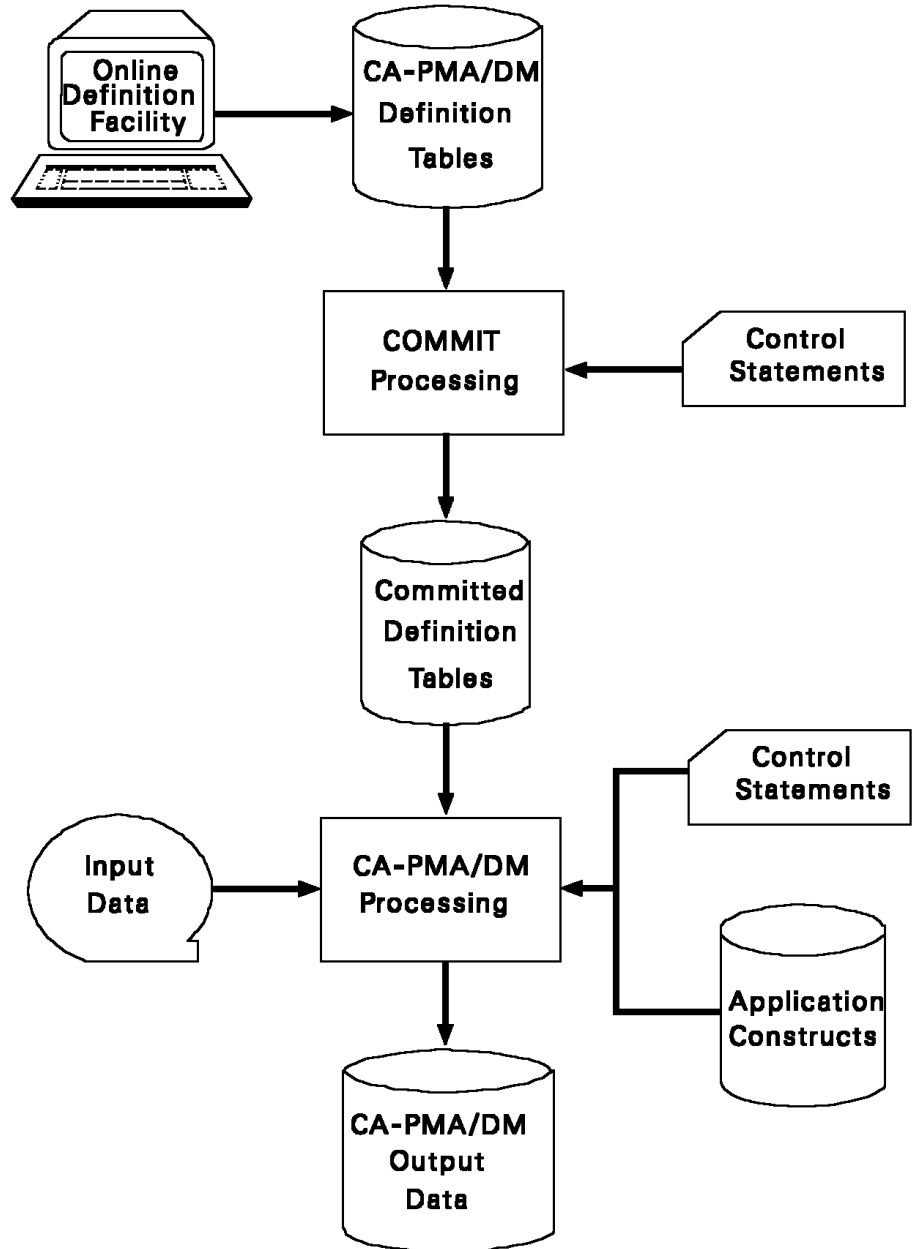 Online
Definition
Facility
CA-PMA/DM
Definition
Tables
COMMIT
Processing
Control
Statements
Committed
Definition
Tables
Control
Statements
Input
Data
CA-PMA/DM
Processing
Application
Constructs
CA-PMA/DM
Output
Data